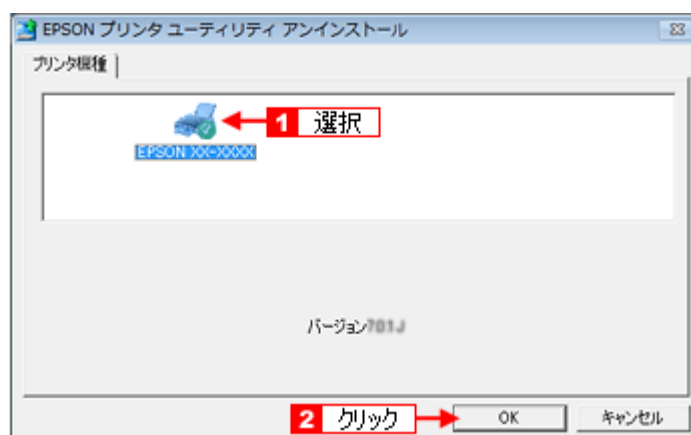 EPSON プリンタ ユーティリティ アンインストール
プリンタ機種
1 選択
EPSON XX-XXXX
バージョン
2 クリック
OK
キャンセル